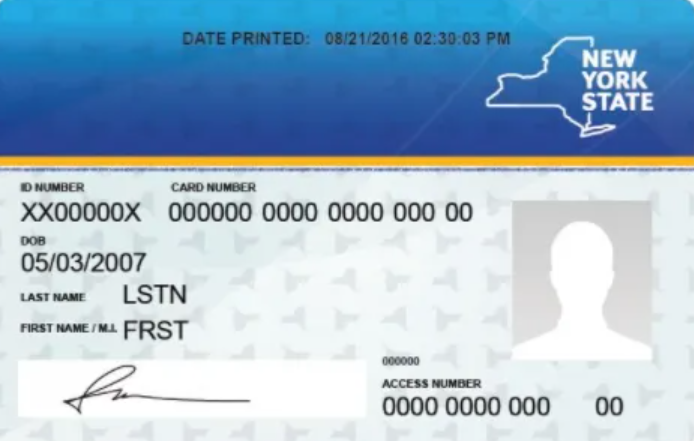 DATE PRINTED: 08/21/2016 02:30:03 PM
NEW
YORK
STATE
ID NUMBER CARD NUMBER
XX00000X 000000 0000 0000 000 00
DOB
05/03/2007
LAST NAME LSTN
FIRST NAME / M.I. FRST
000000
ACCESS NUMBER
0000 0000 000 00